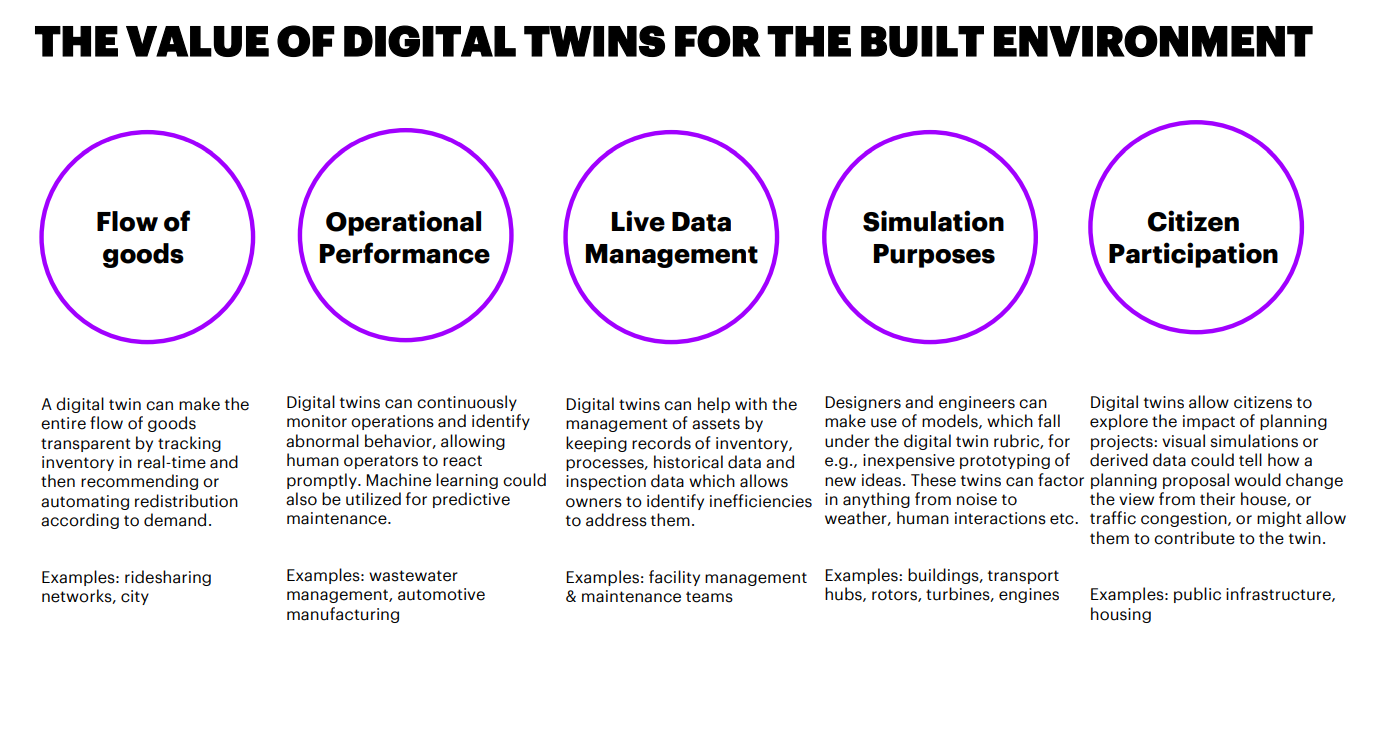 THE VALUE OF DIGITAL TWINS FOR THE BUILT ENVIRONMENT
Flow of
goods
Operational
Performance
Live Data
Management
Simulation
Purposes
Citizen
Participation
A digital twin can make the
entire flow of goods
transparent by tracking
inventory in real-time and
then recommending or
automating redistribution
according to demand.
Examples: ridesharing
networks, city
Digital twins can continuously
monitor operations and identify
abnormal behavior, allowing
human operators to react
promptly. Machine learning could
also be utilized for predictive
maintenance.
Examples: wastewater
management, automotive
manufacturing
Digital twins can help with the
management of assets by
keeping records of inventory,
processes, historical data and
inspection data which allows
owners to identify inefficiencies
to address them.
Examples: facility management
& maintenance teams
Designers and engineers can
make use of models, which fall
under the digital twin rubric, for
e.g., inexpensive prototyping of
new ideas. These twins can factor
in anything from noise to
weather, human interactions etc.
Examples: buildings, transport
hubs, rotors, turbines, engines
Digital twins allow citizens to
explore the impact of planning
projects: visual simulations or
derived data could tell how a
planning proposal would change
the view from their house, or
traffic congestion, or might allow
them to contribute to the twin.
Examples: public infrastructure,
housing